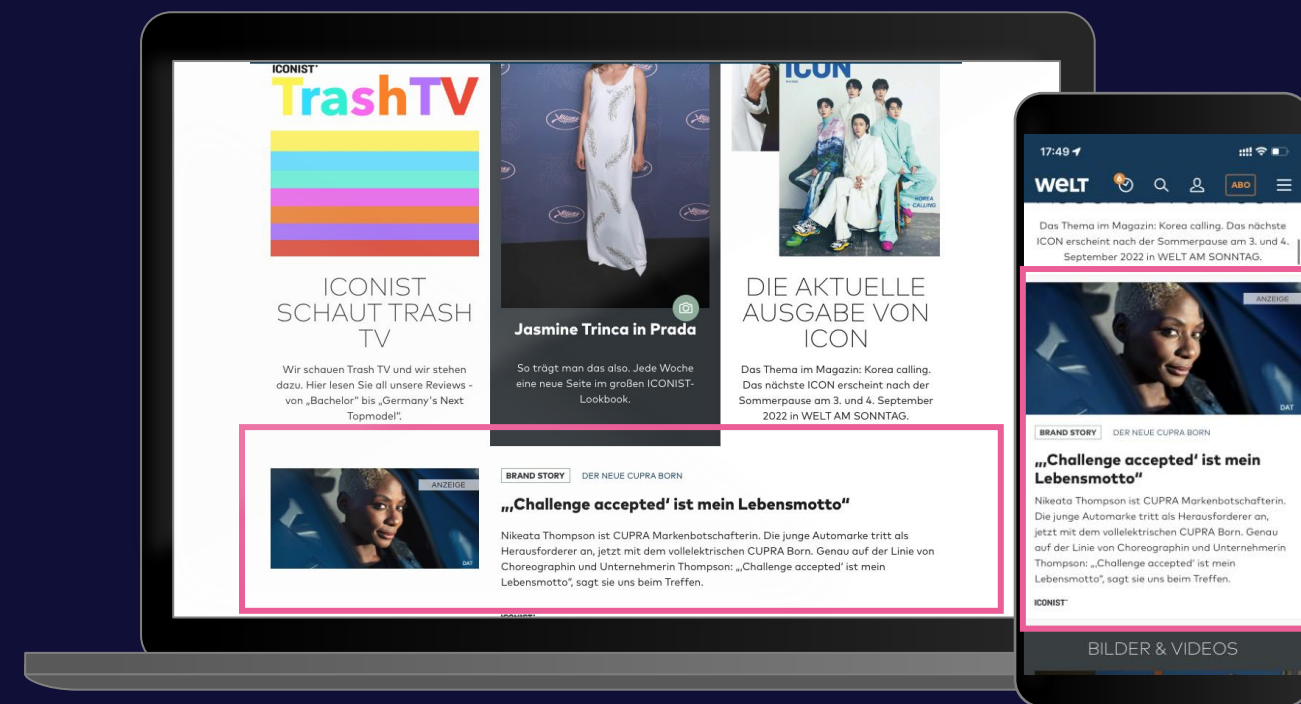 ICONIST
TrashTV
ICONIST
SCHAUT TRASH
TV
Wir schauen Trash TV und wir stehen
dazu. Hier lesen Sie all unsere Reviews -
von „Bachelor" bis „Germany's Next
Topmodel".
Jasmine Trinca in Prada
So trägt man das also. Jede Woche
eine neue Seite im großen ICONIST-
Lookbook.
ICON
KOREA
CALLING
DIE AKTUELLE
AUSGABE VON
ICON
Das Thema im Magazin: Korea calling.
Das nächste ICON erscheint nach der
Sommerpause am 3. und 4. September
2022 in WELT AM SONNTAG.
ANZEIGE
DAT
BRAND STORY DER NEUE CUPRA BORN
„‚Challenge accepted‘ ist mein Lebensmotto“
Nikeata Thompson ist CUPRA Markenbotschafterin. Die junge Automarke tritt als
Herausforderer an, jetzt mit dem vollelektrischen CUPRA Born. Genau auf der Linie von
Choreographin und Unternehmerin Thompson: „‚Challenge accepted‘ ist mein
Lebensmotto“, sagt sie uns beim Treffen.
17:49
WELT 6 ABO
Das Thema im Magazin: Korea calling. Das nächste
ICON erscheint nach der Sommerpause am 3. und 4.
September 2022 in WELT AM SONNTAG.
ANZEIGE
DAT
BRAND STORY DER NEUE CUPRA BORN
„‚Challenge accepted‘ ist mein
Lebensmotto“
Nikeata Thompson ist CUPRA Markenbotschafterin.
Die junge Automarke tritt als Herausforderer an,
jetzt mit dem vollelektrischen CUPRA Born. Genau
auf der Linie von Choreographin und Unternehmerin
Thompson: „‚Challenge accepted‘ ist mein
Lebensmotto“, sagt sie uns beim Treffen.
ICONIST
BILDER & VIDEOS